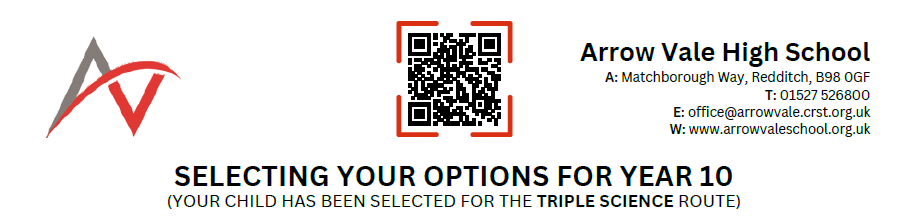 Arrow Vale High School
A: Matchborough Way, Redditch, B98 0GF
T: 01527 526800
E: office@arrowvale.crst.org.uk
W: www.arrowvaleschool.org.uk
SELECTING YOUR OPTIONS FOR YEAR 10
(YOUR CHILD HAS BEEN SELECTED FOR THE TRIPLE SCIENCE ROUTE)